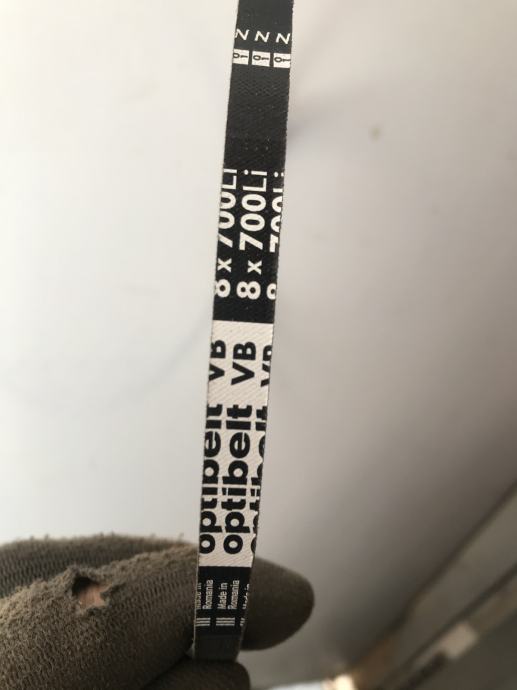 optibelt VB 8 x 700Li
Made in
Romania